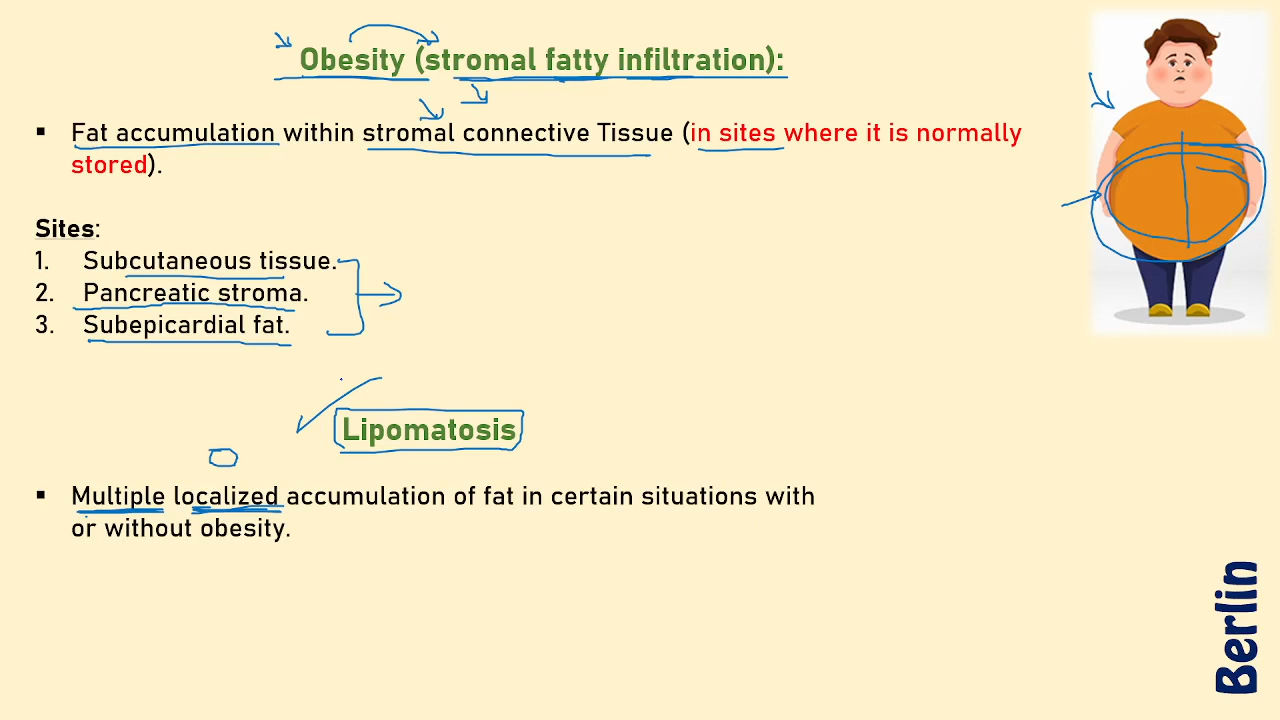 Obesity (stromal fatty infiltration):
▪ Fat accumulation within stromal connective Tissue (in sites where it is normally
stored).
Sites:
1. Subcutaneous tissue.
2. Pancreatic stroma.
3. Subepicardial fat.
Lipomatosis
▪ Multiple localized accumulation of fat in certain situations with
or without obesity.
Berlin